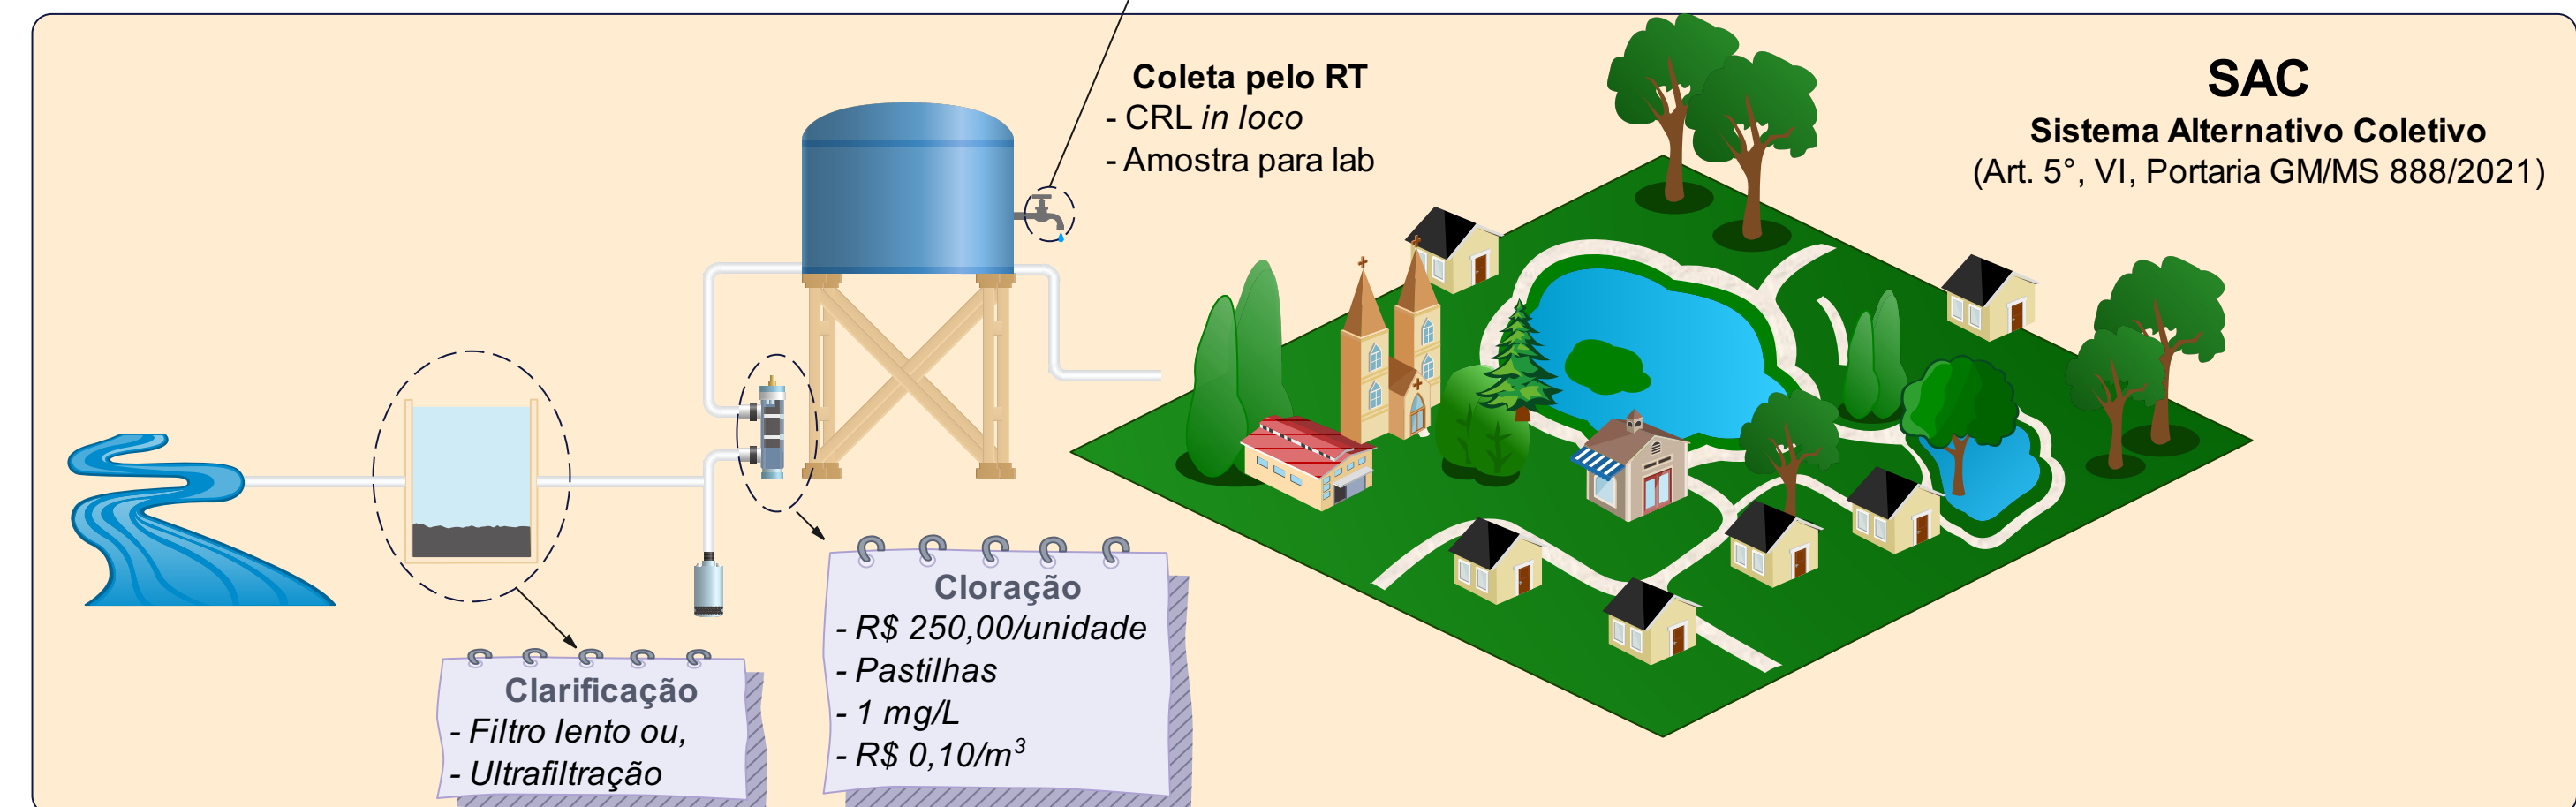 Coleta pelo RT
- CRL in loco
- Amostra para lab
SAC
Sistema Alternativo Coletivo
(Art. 5°, VI, Portaria GM/MS 888/2021)
Cloração
- R$ 250,00/unidade
- Pastilhas
- 1 mg/L
- R$ 0,10/m³
Clarificação
- Filtro lento ou,
- Ultrafiltração